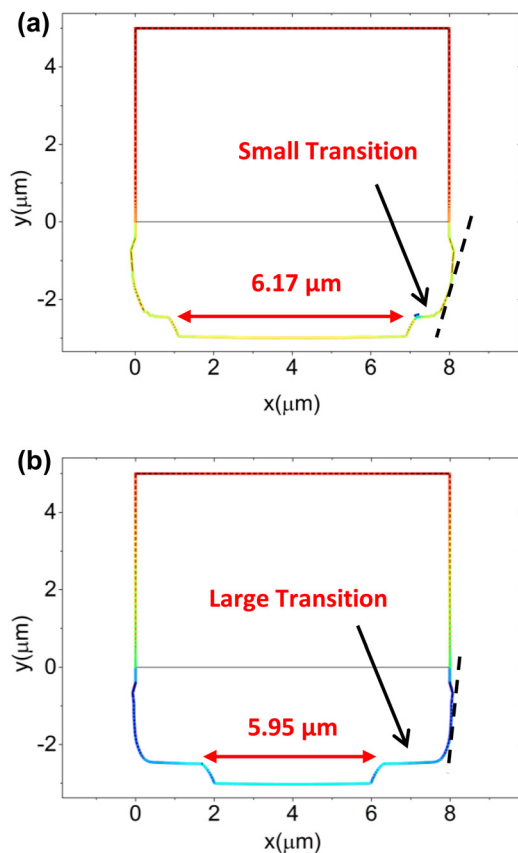 (a)
4
2
0
-2
y(μm)
Small Transition
6.17 μm
0 2 4 6 8
x(μm)
(b)
4
2
0
-2
y(μm)
Large Transition
5.95 μm
0 2 4 6 8
x(μm)